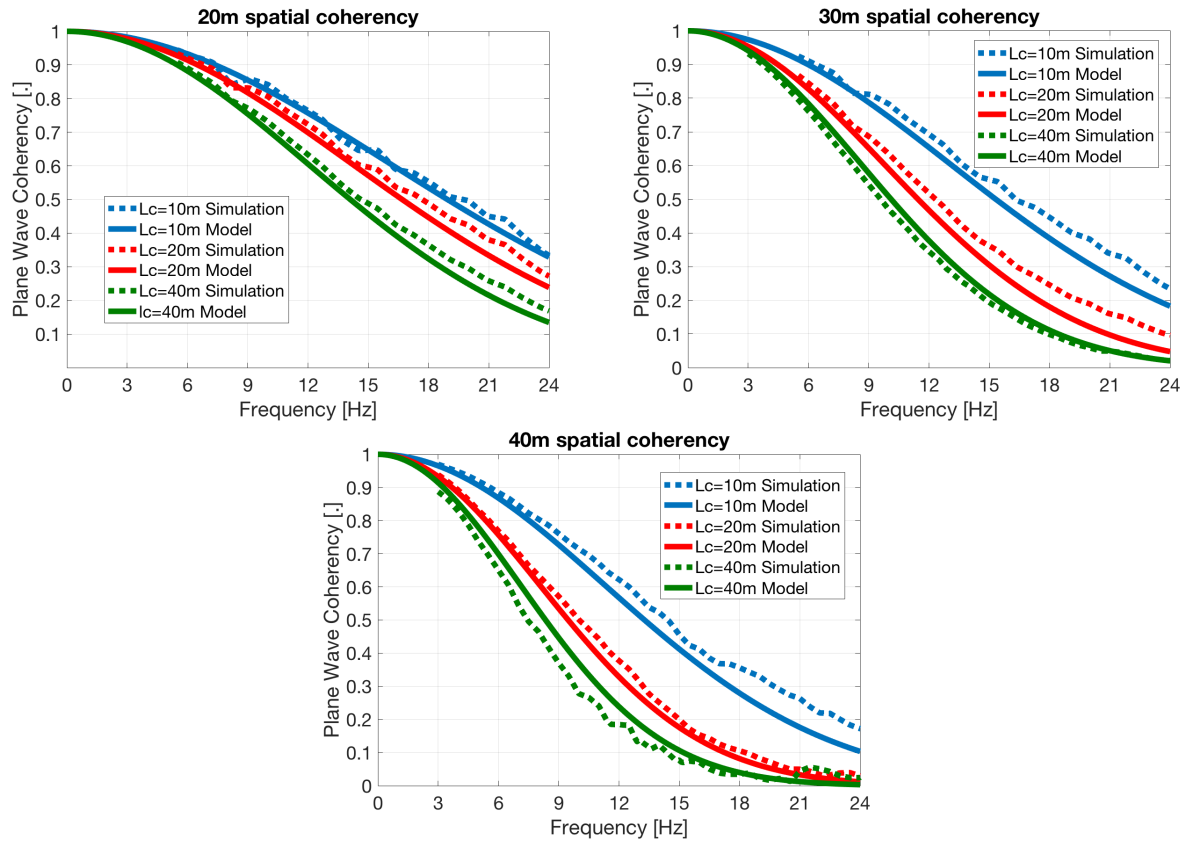 20m spatial coherency
1
0.9
0.8
0.7
0.6
0.5
0.4
0.3
0.2
0.1
Plane Wave Coherency [.]
Lc=10m Simulation
Lc=10m Model
Lc=20m Simulation
Lc=20m Model
Lc=40m Simulation
lc=40m Model
0 3 6 9 12 15 18 21 24
Frequency [Hz]
30m spatial coherency
1
0.9
0.8
0.7
0.6
0.5
0.4
0.3
0.2
0.1
0
Plane Wave Coherency [.]
Lc=10m Simulation
Lc=10m Model
Lc=20m Simulation
Lc=20m Model
Lc=40m Simulation
Lc=40m Model
0 3 6 9 12 15 18 21 24
Frequency [Hz]
40m spatial coherency
1
0.9
0.8
0.7
0.6
0.5
0.4
0.3
0.2
0.1
0
Plane Wave Coherency [.]
Lc=10m Simulation
Lc=10m Model
Lc=20m Simulation
Lc=20m Model
Lc=40m Simulation
Lc=40m Model
0 3 6 9 12 15 18 21 24
Frequency [Hz]